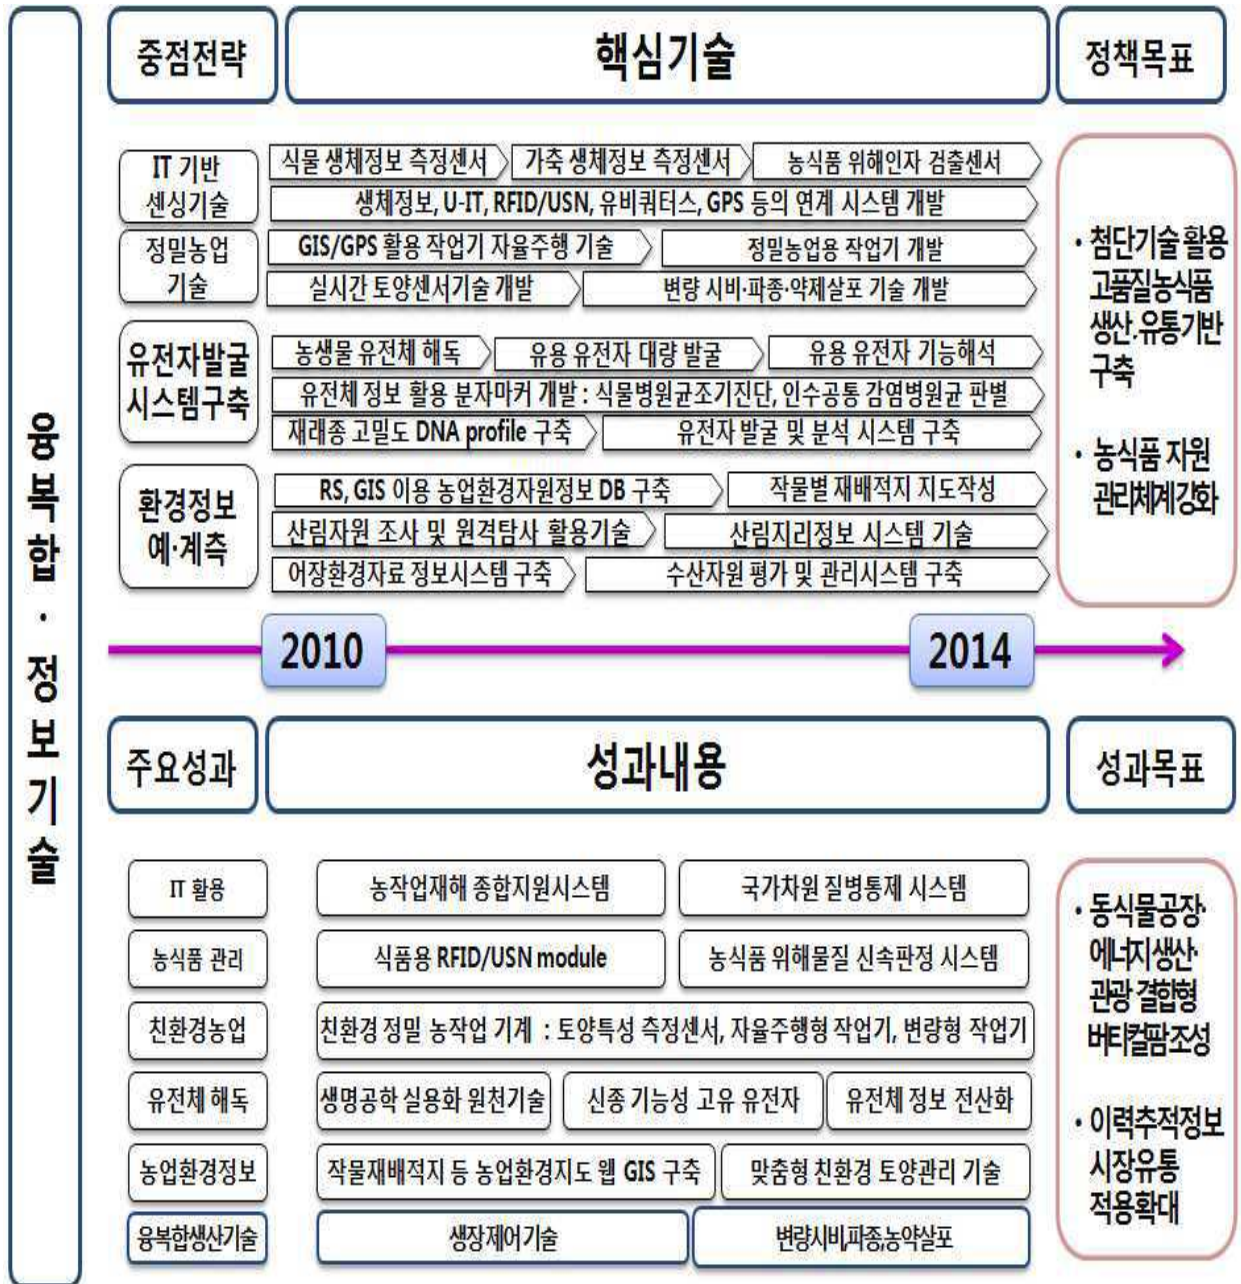 융복합·정보기술
중점전략
핵심기술
정책목표
IT 기반
센싱기술
식물 생체정보 측정센서
가축 생체정보 측정센서
농식품 위해인자 검출센서
생체정보, U-IT, RFID/USN, 유비쿼터스, GPS 등의 연계 시스템 개발
정밀농업
기술
GIS/GPS 활용 작업기 자율주행 기술
정밀농업용 작업기 개발
실시간 토양센서기술 개발
변량 시비·파종·약제살포 기술 개발
유전자발굴
시스템구축
농생물 유전체 해독
유용 유전자 대량 발굴
유용 유전자 기능해석
유전체 정보 활용 분자마커 개발 : 식물병원균조기진단, 인수공통 감염병원균 판별
재래종 고밀도 DNA profile 구축
유전자 발굴 및 분석 시스템 구축
환경정보
예·계측
RS, GIS 이용 농업환경자원정보 DB 구축
작물별 재배적지 지도작성
산림자원 조사 및 원격탐사 활용기술
산림지리정보 시스템 기술
어장환경자료 정보시스템 구축
수산자원 평가 및 관리시스템 구축
· 첨단기술 활용
고품질농식품
생산·유통기반
구축
· 농식품 자원
관리체계강화
2010
2014
주요성과
성과내용
성과목표
IT 활용
농작업재해 종합지원시스템
국가차원 질병통제 시스템
농식품 관리
식품용 RFID/USN module
농식품 위해물질 신속판정 시스템
친환경농업
친환경 정밀 농작업 기계 : 토양특성 측정센서, 자율주행형 작업기, 변량형 작업기
유전체 해독
생명공학 실용화 원천기술
신종 기능성 고유 유전자
유전체 정보 전산화
농업환경정보
작물재배적지 등 농업환경지도 웹 GIS 구축
맞춤형 친환경 토양관리 기술
융복합생산기술
생장제어기술
변량시비,파종,농약살포
· 동식물공장·
에너지생산·
관광 결합형
버티컬팜조성
· 이력추적정보
시장유통
적용확대